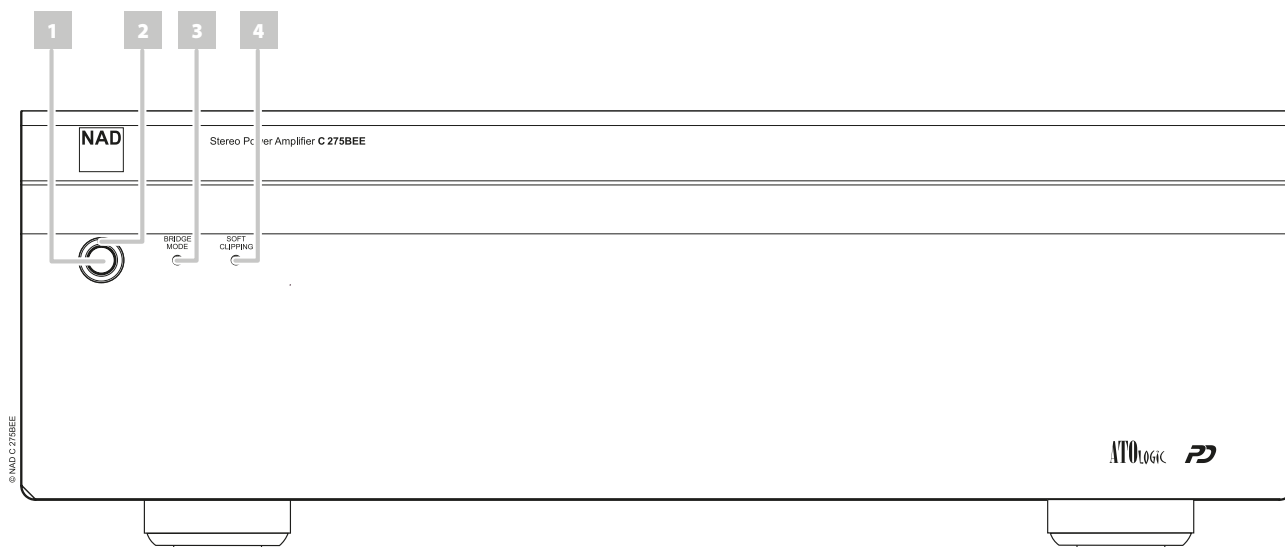 1 2 3 4
NAD
Stereo Power Amplifier C 275BEE
BRIDGE
MODE
SOFT
CLIPPING
© NAD C 275BEE
ATOLOGIC PD